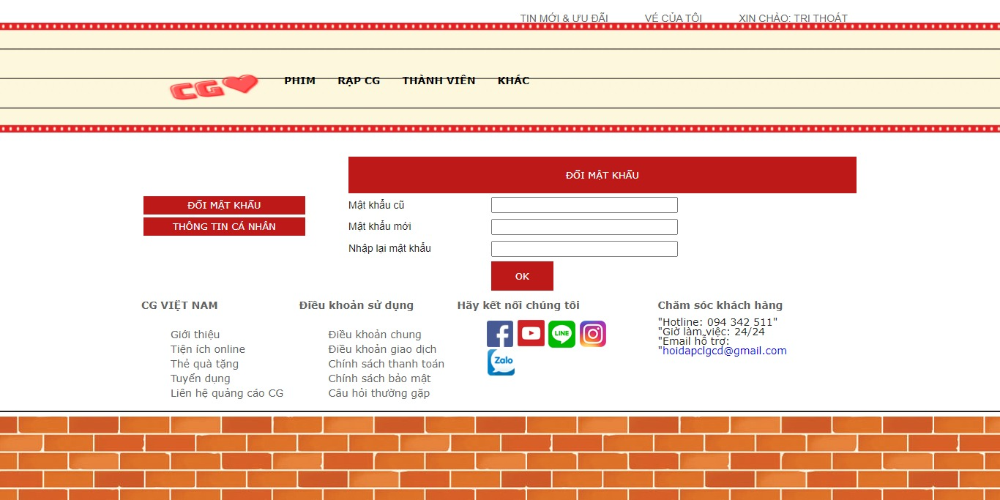 TIN MỚI & ƯU ĐÃI VÉ CỦA TÔI XIN CHÀO: TRI THOÁT
CG PHIM RẠP CG THÀNH VIÊN KHÁC
ĐỔI MẬT KHẨU
ĐỔI MẬT KHẨU
THÔNG TIN CÁ NHÂN
Mật khẩu cũ
Mật khẩu mới
Nhập lại mật khẩu
OK
CG VIỆT NAM
Giới thiệu
Tiện ích online
Thẻ quà tặng
Tuyển dụng
Liên hệ quảng cáo CG
Điều khoản sử dụng
Điều khoản chung
Điều khoản giao dịch
Chính sách thanh toán
Chính sách bảo mật
Câu hỏi thường gặp
Hãy kết nối chúng tôi
LINE
Zalo
Chăm sóc khách hàng
"Hotline: 094 342 511"
"Giờ làm việc: 24/24
"Email hỗ trợ:
"hoidapclgcd@gmail.com